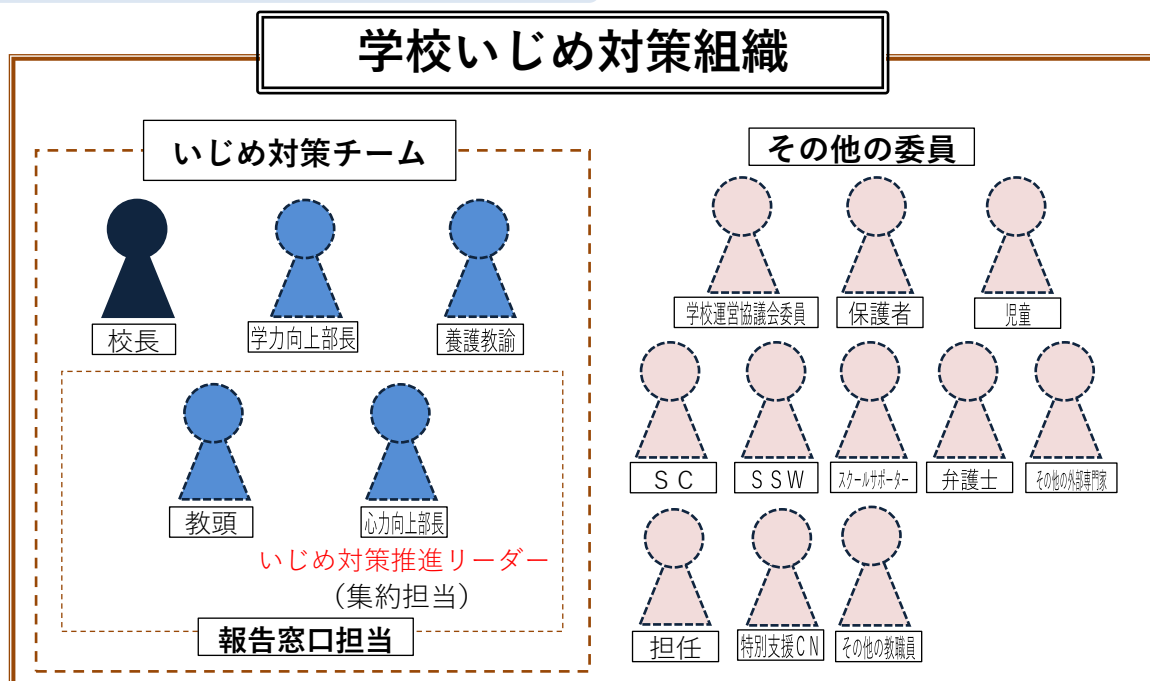 学校いじめ対策組織
いじめ対策チーム
校長
学力向上部長
養護教諭
教頭
心力向上部長
いじめ対策推進リーダー
（集約担当）
報告窓口担当
その他の委員
学校運営協議会委員
保護者
児童
ＳＣ
ＳＳＷ
スクールサポーター
弁護士
その他の外部専門家
担任
特別支援ＣＮ
その他の教職員